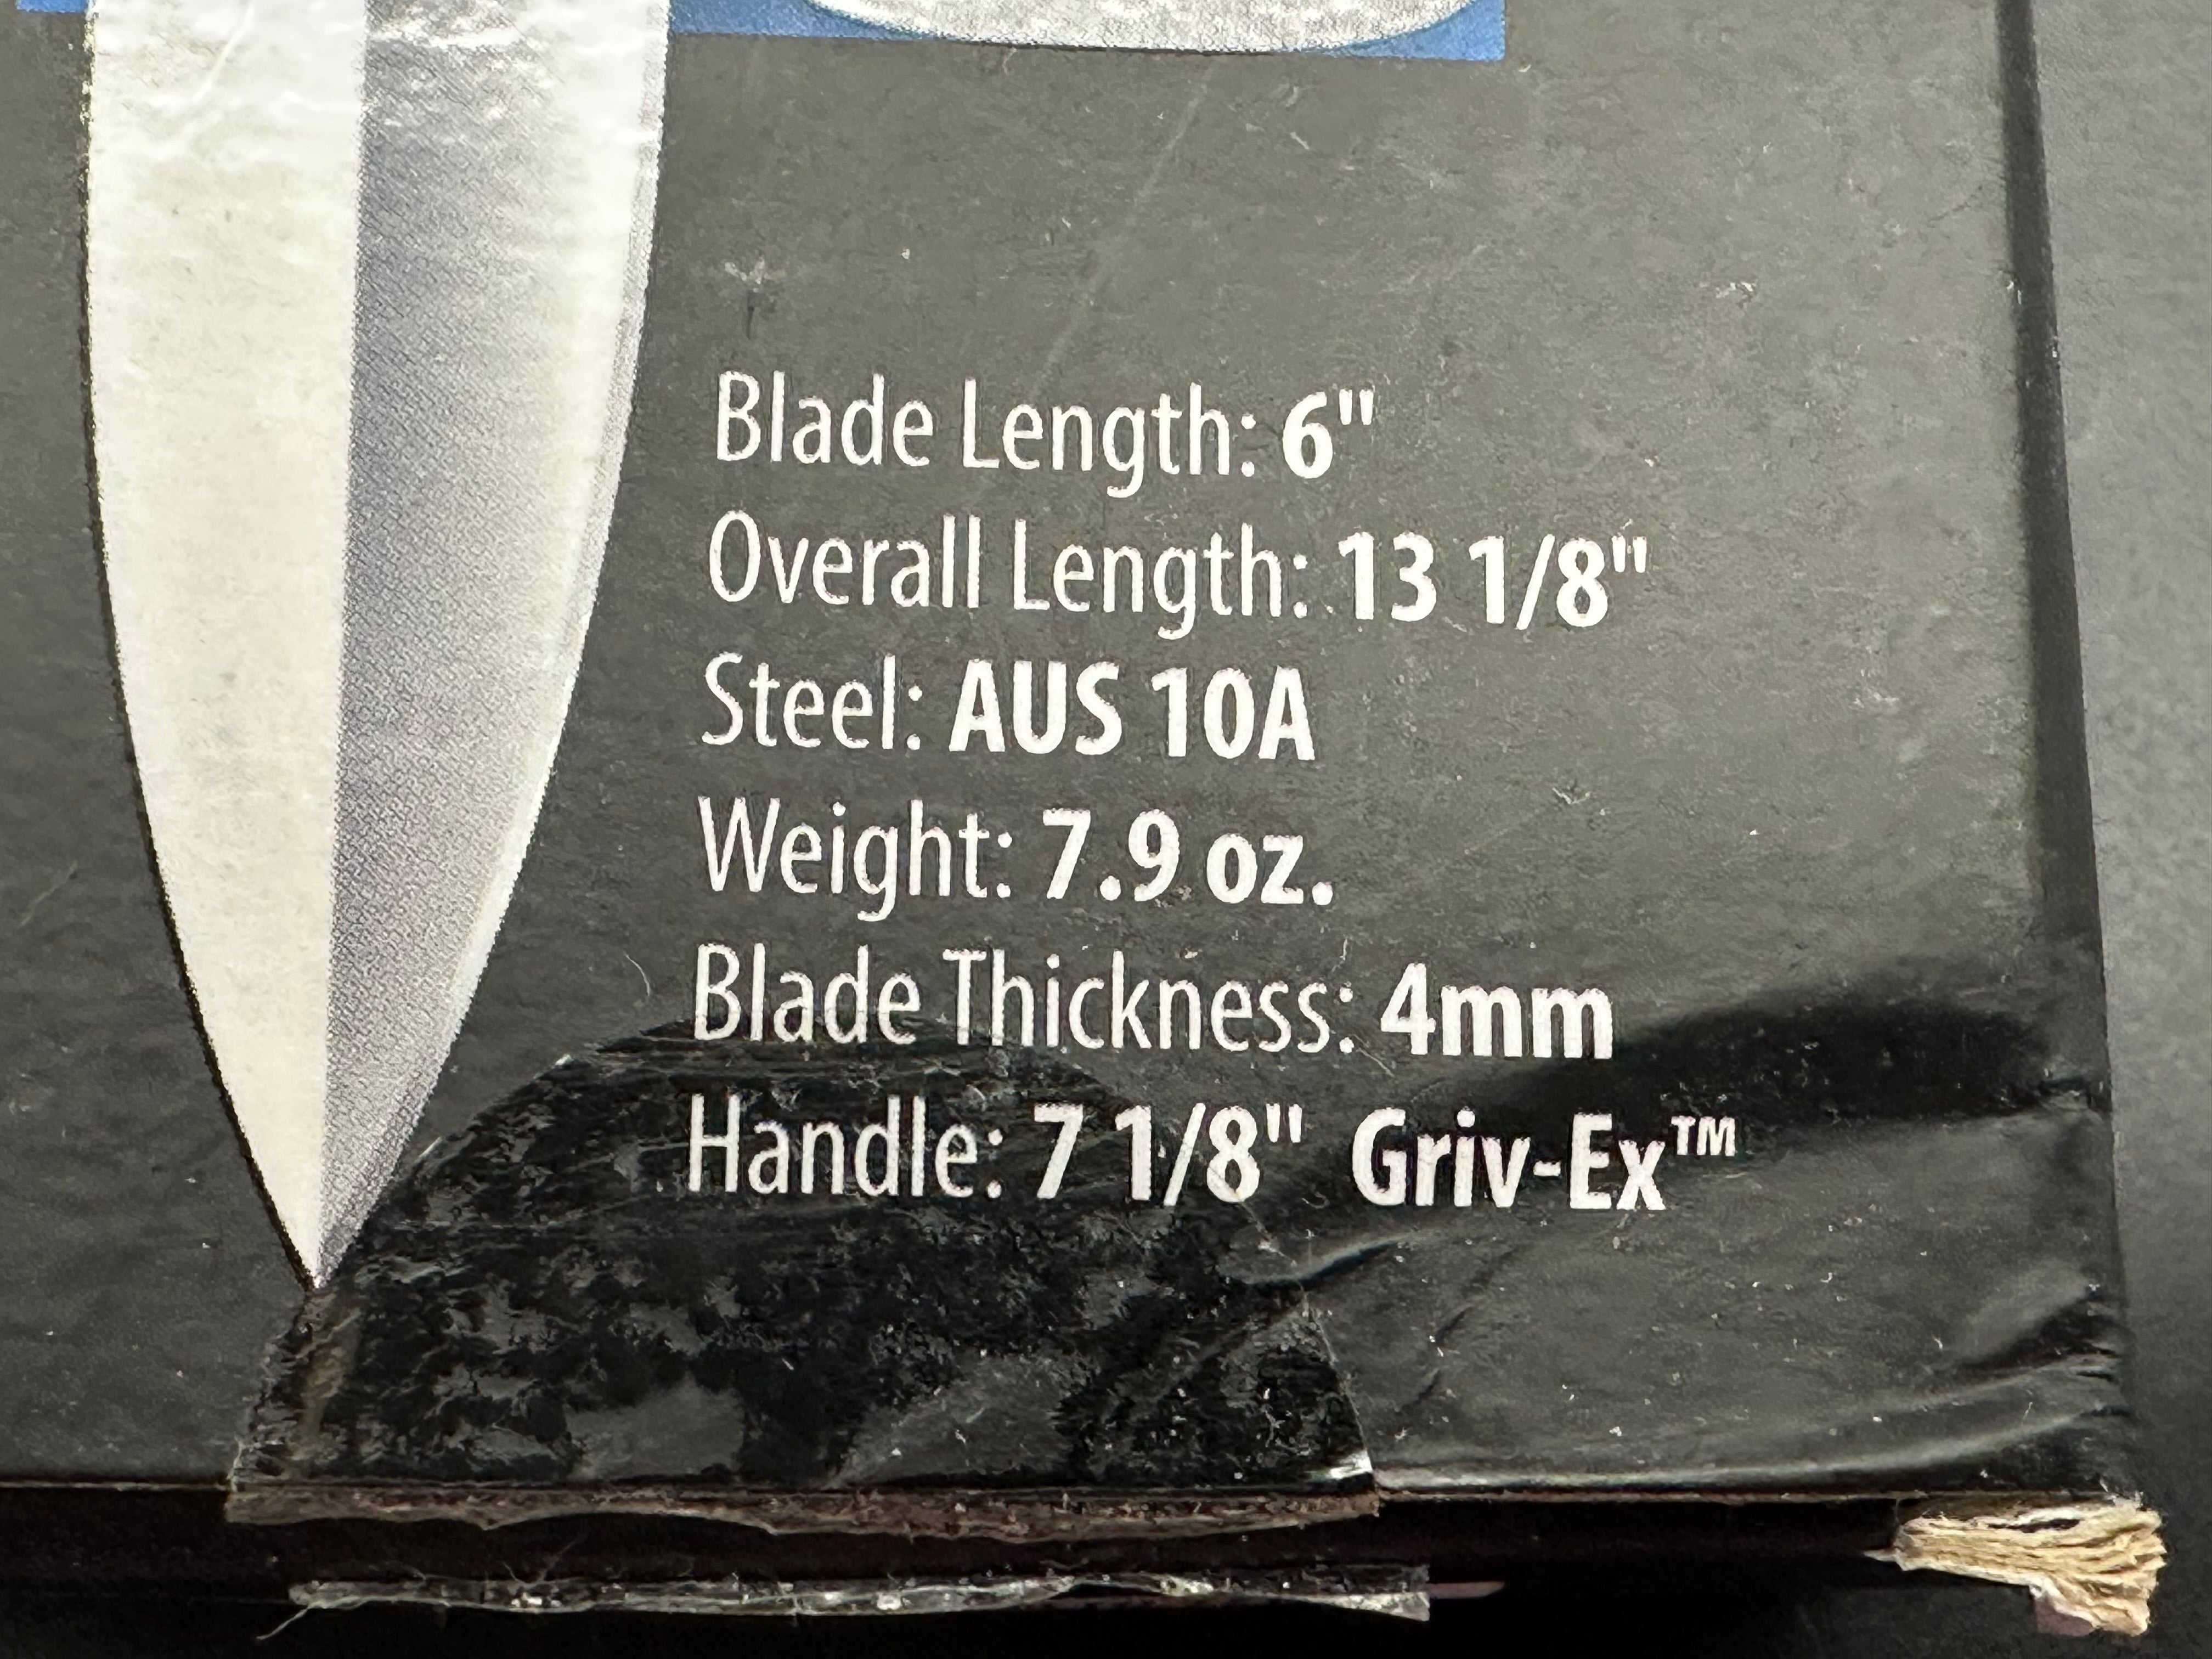 Blade Length: 6"
Overall Length: 13 1/8"
Steel: AUS 10A
Weight: 7.9 oz.
Blade Thickness: 4mm
Handle: 7 1/8" Griv-Ex™